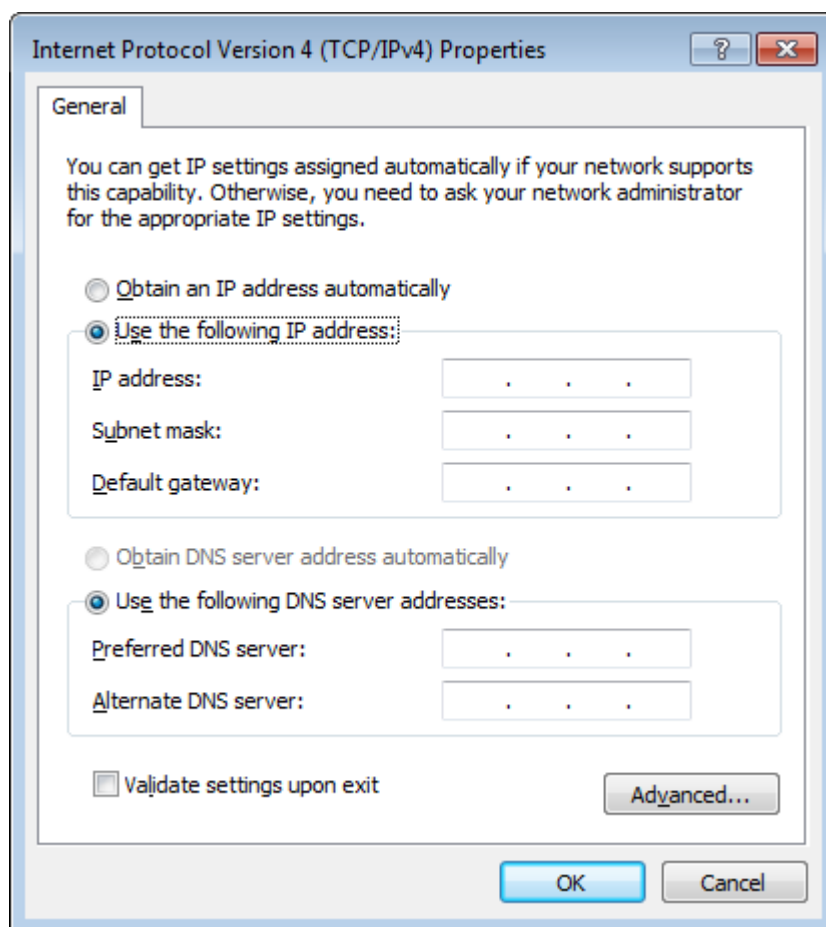 Internet Protocol Version 4 (TCP/IPv4) Properties
General
You can get IP settings assigned automatically if your network supports
this capability. Otherwise, you need to ask your network administrator
for the appropriate IP settings.
Obtain an IP address automatically
Use the following IP address:
IP address: . . .
Subnet mask: . . .
Default gateway: . . .
Obtain DNS server address automatically
Use the following DNS server addresses:
Preferred DNS server: . . .
Alternate DNS server: . . .
Validate settings upon exit
Advanced...
OK Cancel